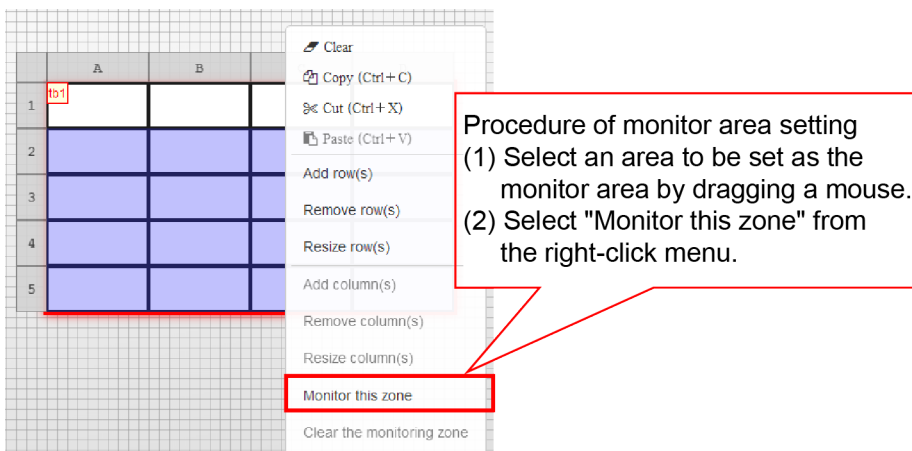 Clear
A B
Copy (Ctrl+C)
tb1
1
Cut (Ctrl+X)
Procedure of monitor area setting
(1) Select an area to be set as the
monitor area by dragging a mouse.
(2) Select "Monitor this zone" from
the right-click menu.
Paste (Ctrl+V)
2
Add row(s)
3
Remove row(s)
4
Resize row(s)
5
Add column(s)
Remove column(s)
Resize column(s)
Monitor this zone
Clear the monitoring zone